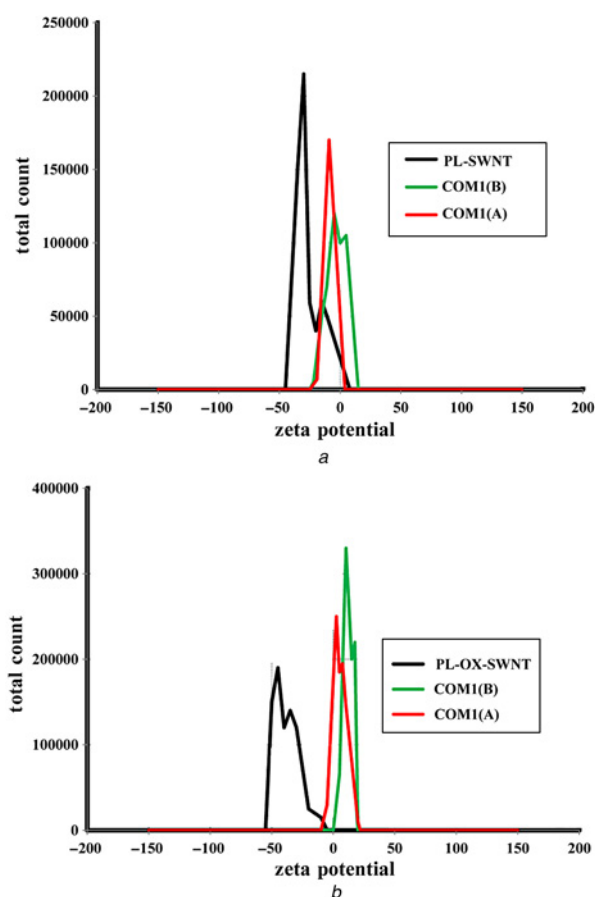 250000
200000
150000
100000
50000
0
total count
PL-SWNT
COM1(B)
COM1(A)
−200 −150 −100 −50 0 50 100 150 200
zeta potential
a
400000
300000
200000
100000
0
total count
PL-OX-SWNT
COM1(B)
COM1(A)
−200 −150 −100 −50 0 50 100 150 200
zeta potential
b